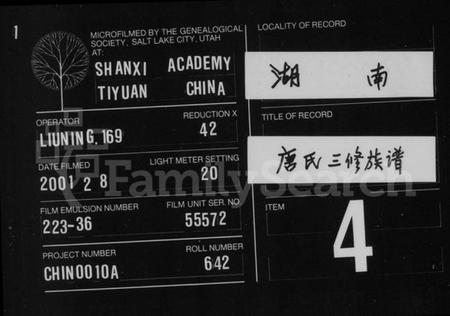 1
MICROFILMED BY THE GENEALOGICAL
SOCIETY, SALT LAKE CITY, UTAH
AT:
SHANXI ACADEMY
TIYUAN CHINA
OPERATOR
REDUCTION X
LIUNING.169
42
DATE FILMED
LIGHT METER SETTING
2001 2 8
20
FILM EMULSION NUMBER
FILM UNIT SER. NO
223-36
55572
PROJECT NUMBER
ROLL NUMBER
CHIN0010A
642
LOCALITY OF RECORD
湖 南
TITLE OF RECORD
唐氏三修族谱
ITEM
4
FamilySearch